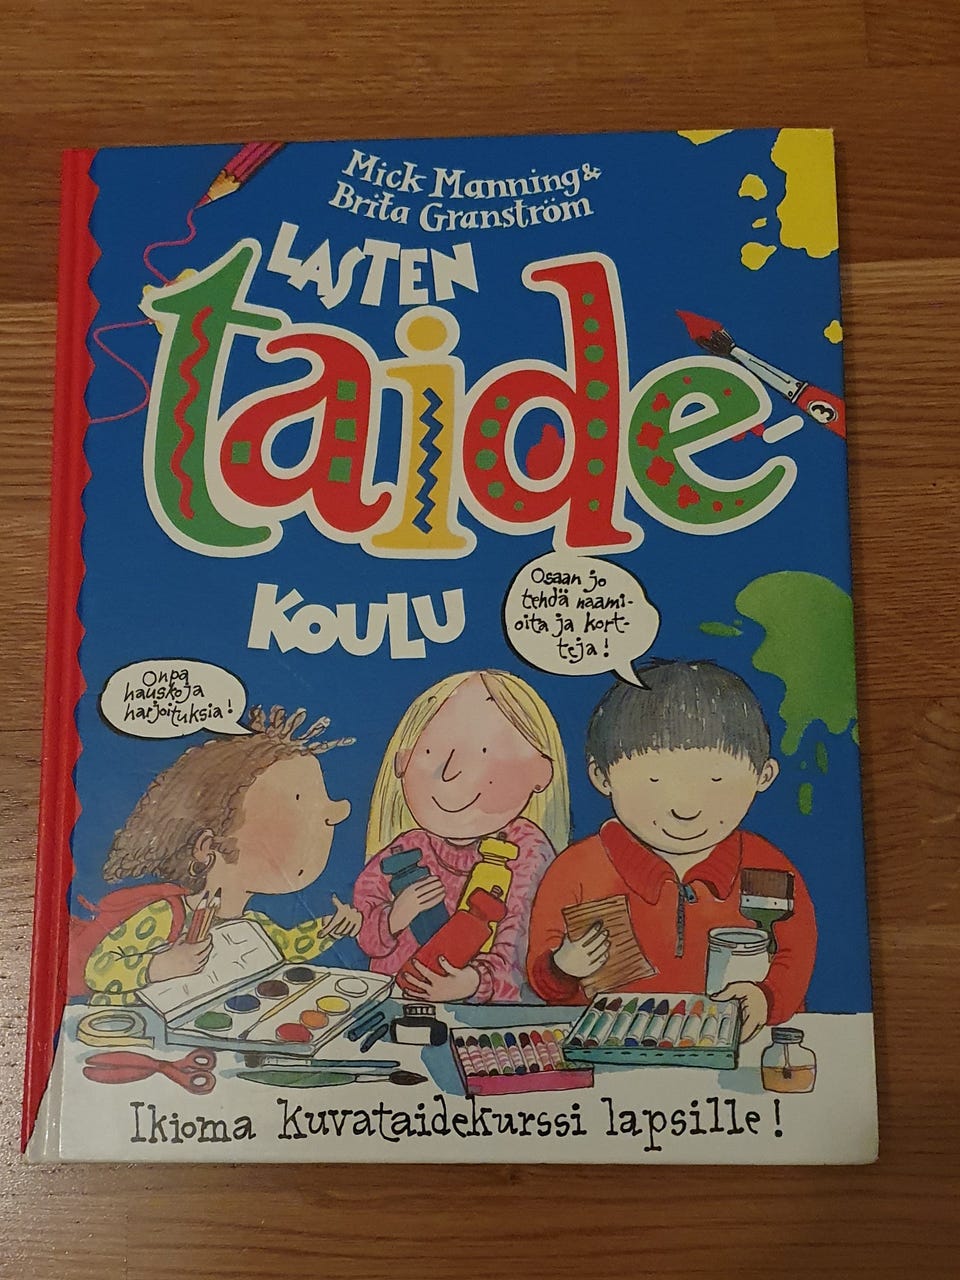 Mick Manning &
Brita Granström
LASTEN
taide
KOULU
Osaan jo
tehdä naami-
oita ja kort-
teja!
Onpa
hauskoja
harjoituksia!
3
Ikioma kuvataidekurssi lapsille!